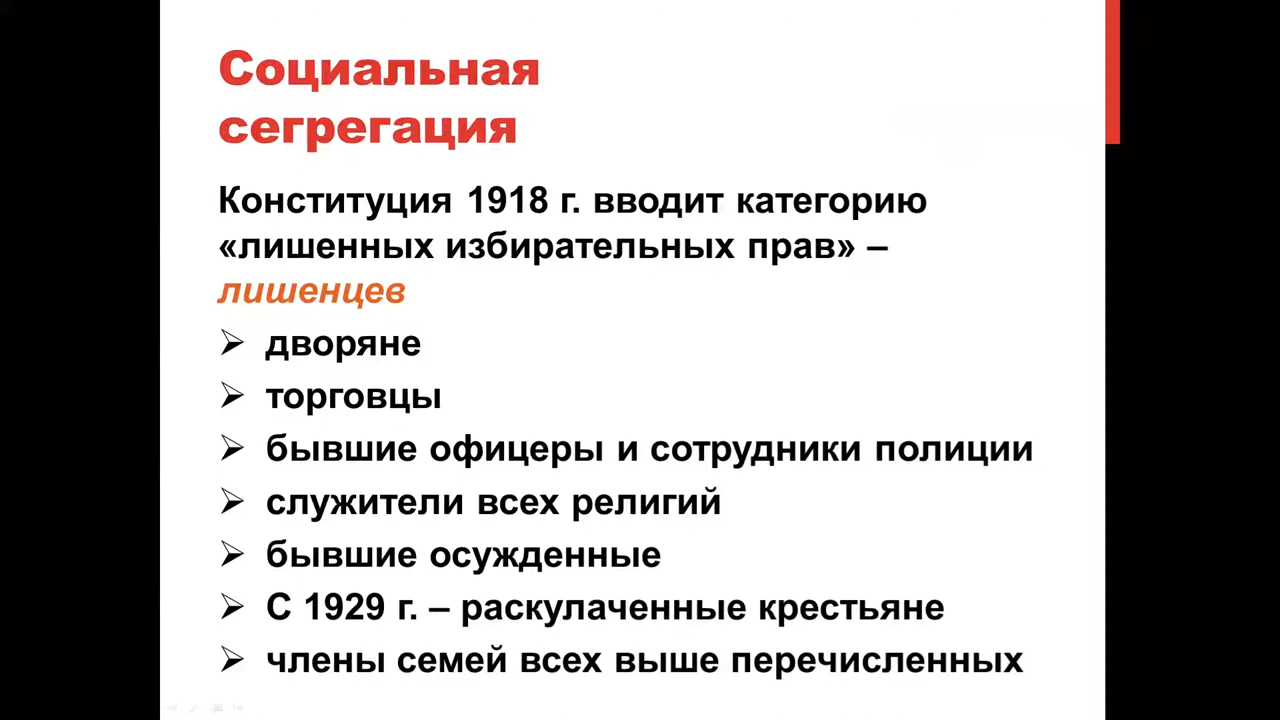 Социальная
сегрегация
Конституция 1918 г. вводит категорию
«лишенных избирательных прав» –
лишенцев
➢ дворяне
➢ торговцы
➢ бывшие офицеры и сотрудники полиции
➢ служители всех религий
➢ бывшие осужденные
➢ С 1929 г. – раскулаченные крестьяне
➢ члены семей всех выше перечисленных